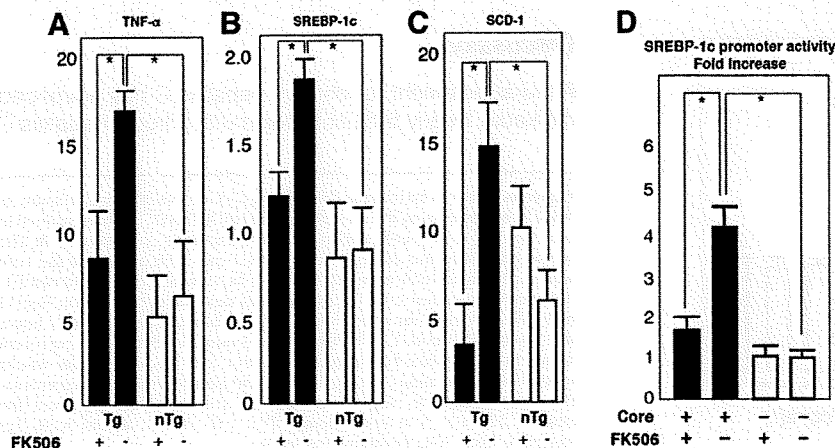 A TNF-α
20
15
10
5
0
Tg nTg
FK506 + - + -
B SREBP-1c
2.0
1.5
1.0
0.5
0
* *
Tg nTg
+ - + -
C SCD-1
20
15
10
5
0
* *
Tg nTg
+ - + -
D SREBP-1c promoter activity
Fold Increase
* *
6
5
4
3
2
1
0
Core + + - -
FK506 + - + -